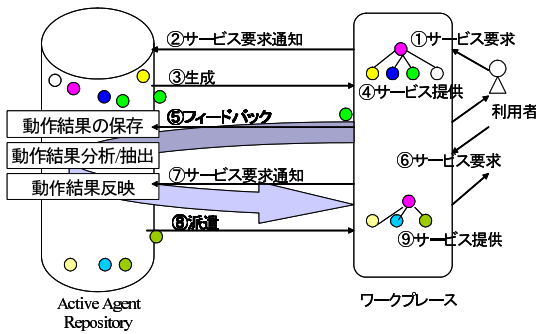 ②サービス要求通知
①サービス要求
③生成
④サービス提供
利用者
⑤フィードバック
動作結果の保存
動作結果分析/抽出
⑥サービス要求
⑦サービス要求通知
動作結果反映
⑧派遣
⑨サービス提供
Active Agent
Repository
ワークプレース